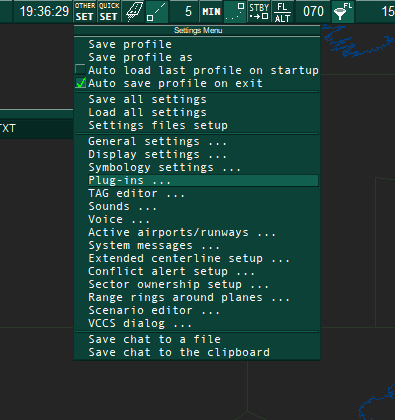 19:36:29 OTHER SET QUICK SET 5 MIN STBY FL ALT 070 FL 15
Settings Menu
Save profile
Save profile as
Auto load last profile on startup
Auto save profile on exit
Save all settings
Load all settings
Settings files setup
General settings ...
Display settings ...
Symbology settings ...
Plug-ins ...
TXT
TAG editor ...
Sounds ...
Voice ...
Active airports/runways ...
System messages ...
Extended centerline setup ...
Conflict alert setup ...
Sector ownership setup ...
Range rings around planes ...
Scenario editor ...
VCCS dialog ...
Save chat to a file
Save chat to the clipboard